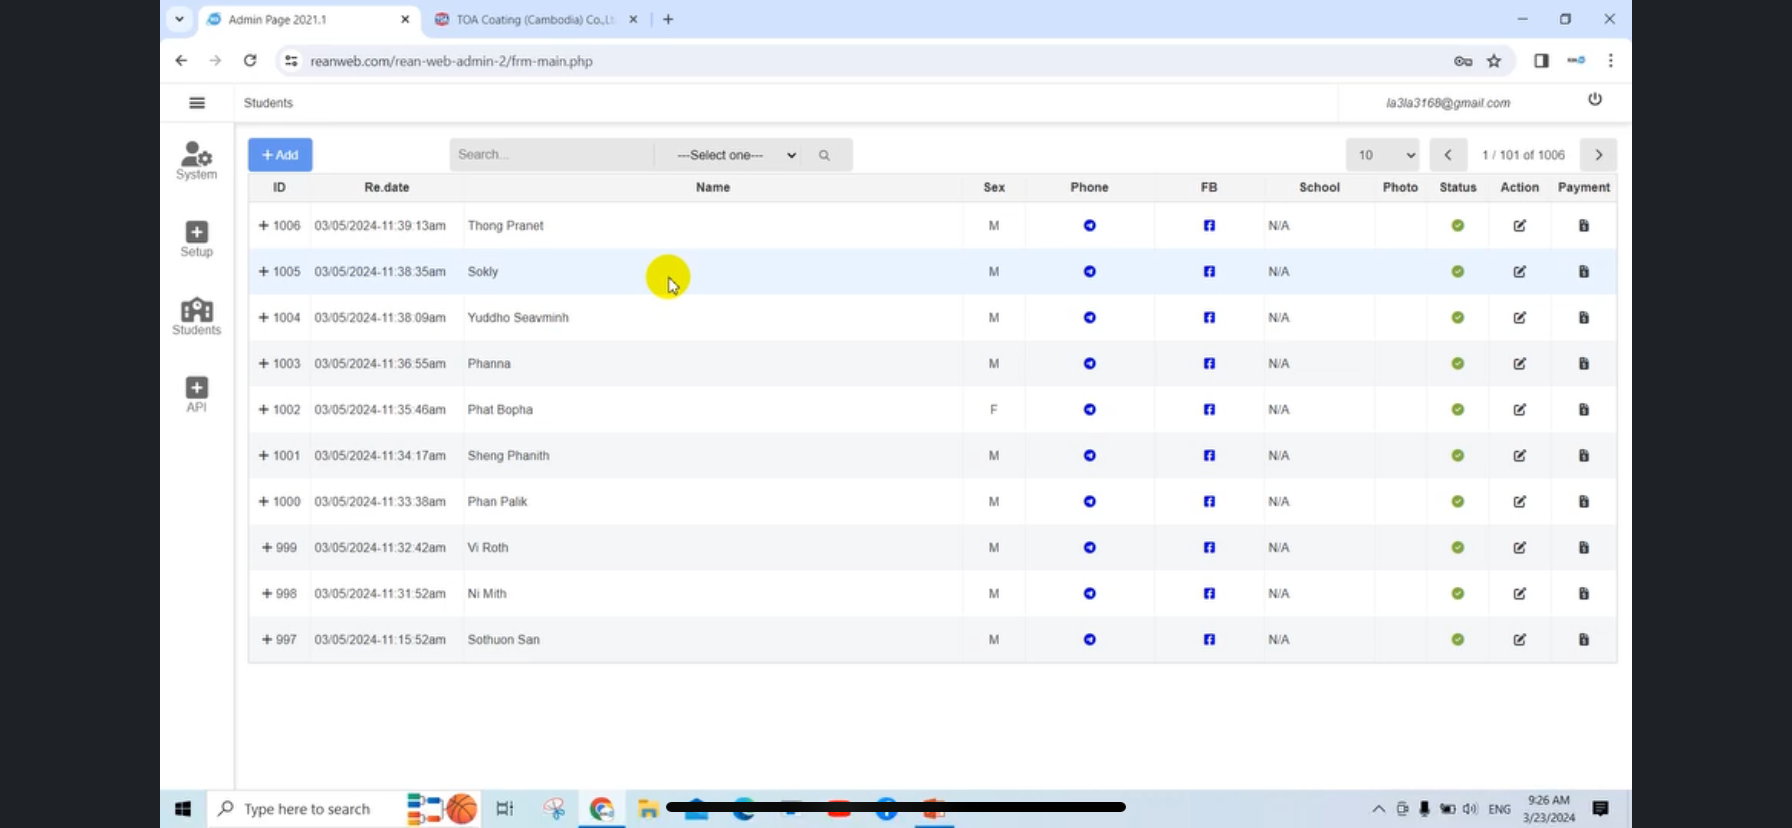 Admin Page 2021.1
TOA Coating (Cambodia) Co.,Lt
reanweb.com/rean-web-admin-2/frm-main.php
Students
la3la3168@gmail.com
System
Setup
Students
API
+ Add
Search...
---Select one---
10
1 / 101 of 1006
ID Re.date Name Sex Phone FB School Photo Status Action Payment
+ 1006 03/05/2024-11:39:13am Thong Pranet M N/A
+ 1005 03/05/2024-11:38:35am Sokly M N/A
+ 1004 03/05/2024-11:38:09am Yuddho Seavminh M N/A
+ 1003 03/05/2024-11:36:55am Phanna M N/A
+ 1002 03/05/2024-11:35:46am Phat Bopha F N/A
+ 1001 03/05/2024-11:34:17am Sheng Phanith M N/A
+ 1000 03/05/2024-11:33:38am Phan Palik M N/A
+ 999 03/05/2024-11:32:42am Vi Roth M N/A
+ 998 03/05/2024-11:31:52am Ni Mith M N/A
+ 997 03/05/2024-11:15:52am Sothuon San M N/A
Type here to search
ENG
9:26 AM
3/23/2024